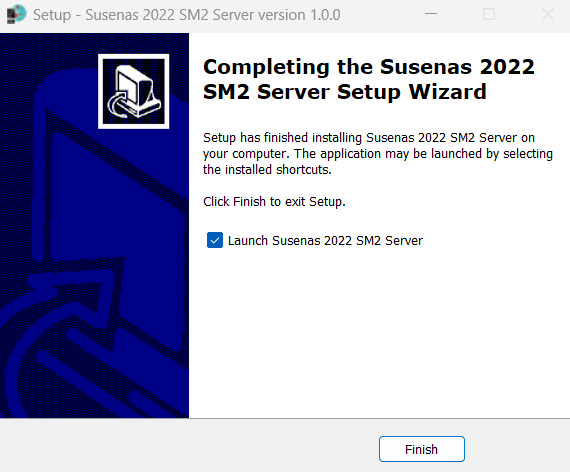 Setup - Susenas 2022 SM2 Server version 1.0.0
Completing the Susenas 2022
SM2 Server Setup Wizard
Setup has finished installing Susenas 2022 SM2 Server on
your computer. The application may be launched by selecting
the installed shortcuts.
Click Finish to exit Setup.
Launch Susenas 2022 SM2 Server
Finish